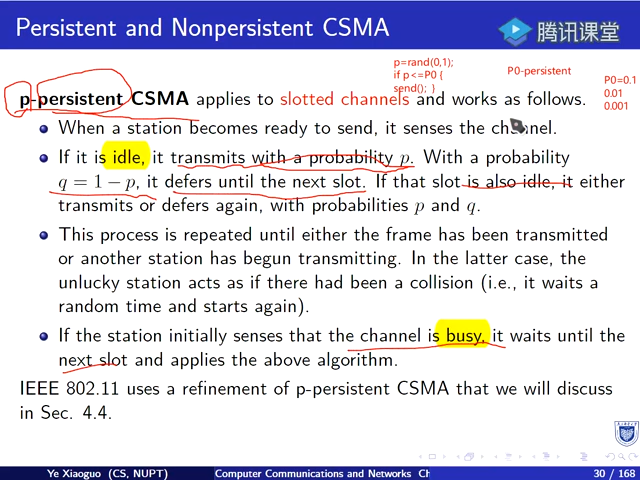 Persistent and Nonpersistent CSMA
腾讯课堂
p=rand(0,1);
if p<=P0 {
send(); }
P0-persistent
P0=0.1
0.01
0.001
p-persistent CSMA applies to slotted channels and works as follows.
When a station becomes ready to send, it senses the channel.
If it is idle, it transmits with a probability p. With a probability
q = 1 − p, it defers until the next slot. If that slot is also idle, it either
transmits or defers again, with probabilities p and q.
This process is repeated until either the frame has been transmitted
or another station has begun transmitting. In the latter case, the
unlucky station acts as if there had been a collision (i.e., it waits a
random time and starts again).
If the station initially senses that the channel is busy, it waits until the
next slot and applies the above algorithm.
IEEE 802.11 uses a refinement of p-persistent CSMA that we will discuss
in Sec. 4.4.
Ye Xiaoguo (CS, NUPT) Computer Communications and Networks Ch 30 / 168